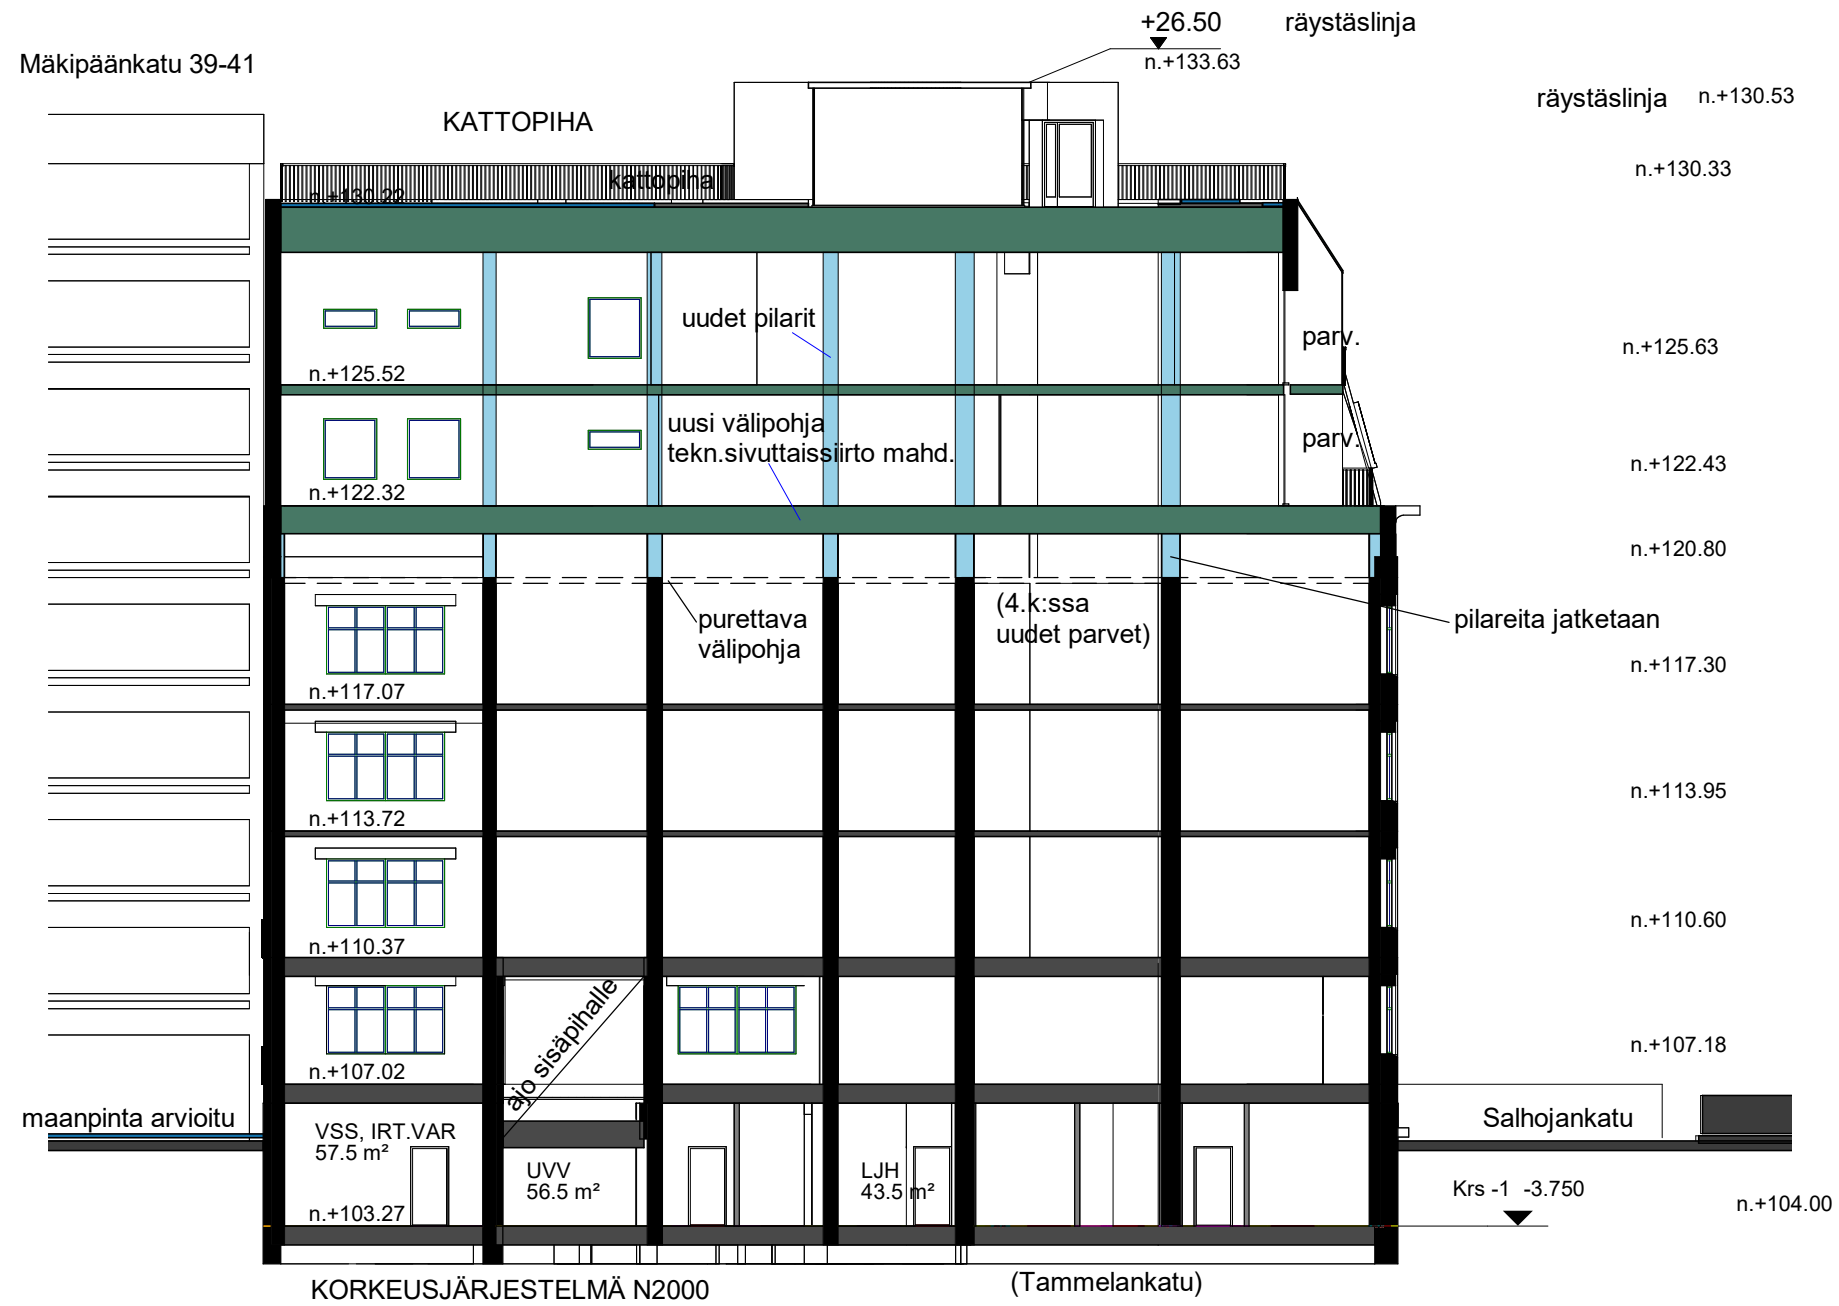 +26.50
räystäslinja
n.+133.63
Mäkipäänkatu 39-41
räystäslinja n.+130.53
KATTOPIHA
n.+130.33
kattopiha
n.+130.22
uudet pilarit
parv.
n.+125.63
n.+125.52
uusi välipohja
tekn.sivuttaissiirto mahd.
parv.
n.+122.43
n.+122.32
n.+120.80
purettava
välipohja
(4.k:ssa
uudet parvet)
pilareita jatketaan
n.+117.30
n.+117.07
n.+113.95
n.+113.72
n.+110.60
n.+110.37
ajo sisäpihalle
n.+107.18
n.+107.02
maanpinta arvioitu
Salhojankatu
VSS, IRT.VAR
57.5 m²
UVV
56.5 m²
LJH
43.5 m²
Krs -1 -3.750
n.+104.00
n.+103.27
KORKEUSJÄRJESTELMÄ N2000
(Tammelankatu)